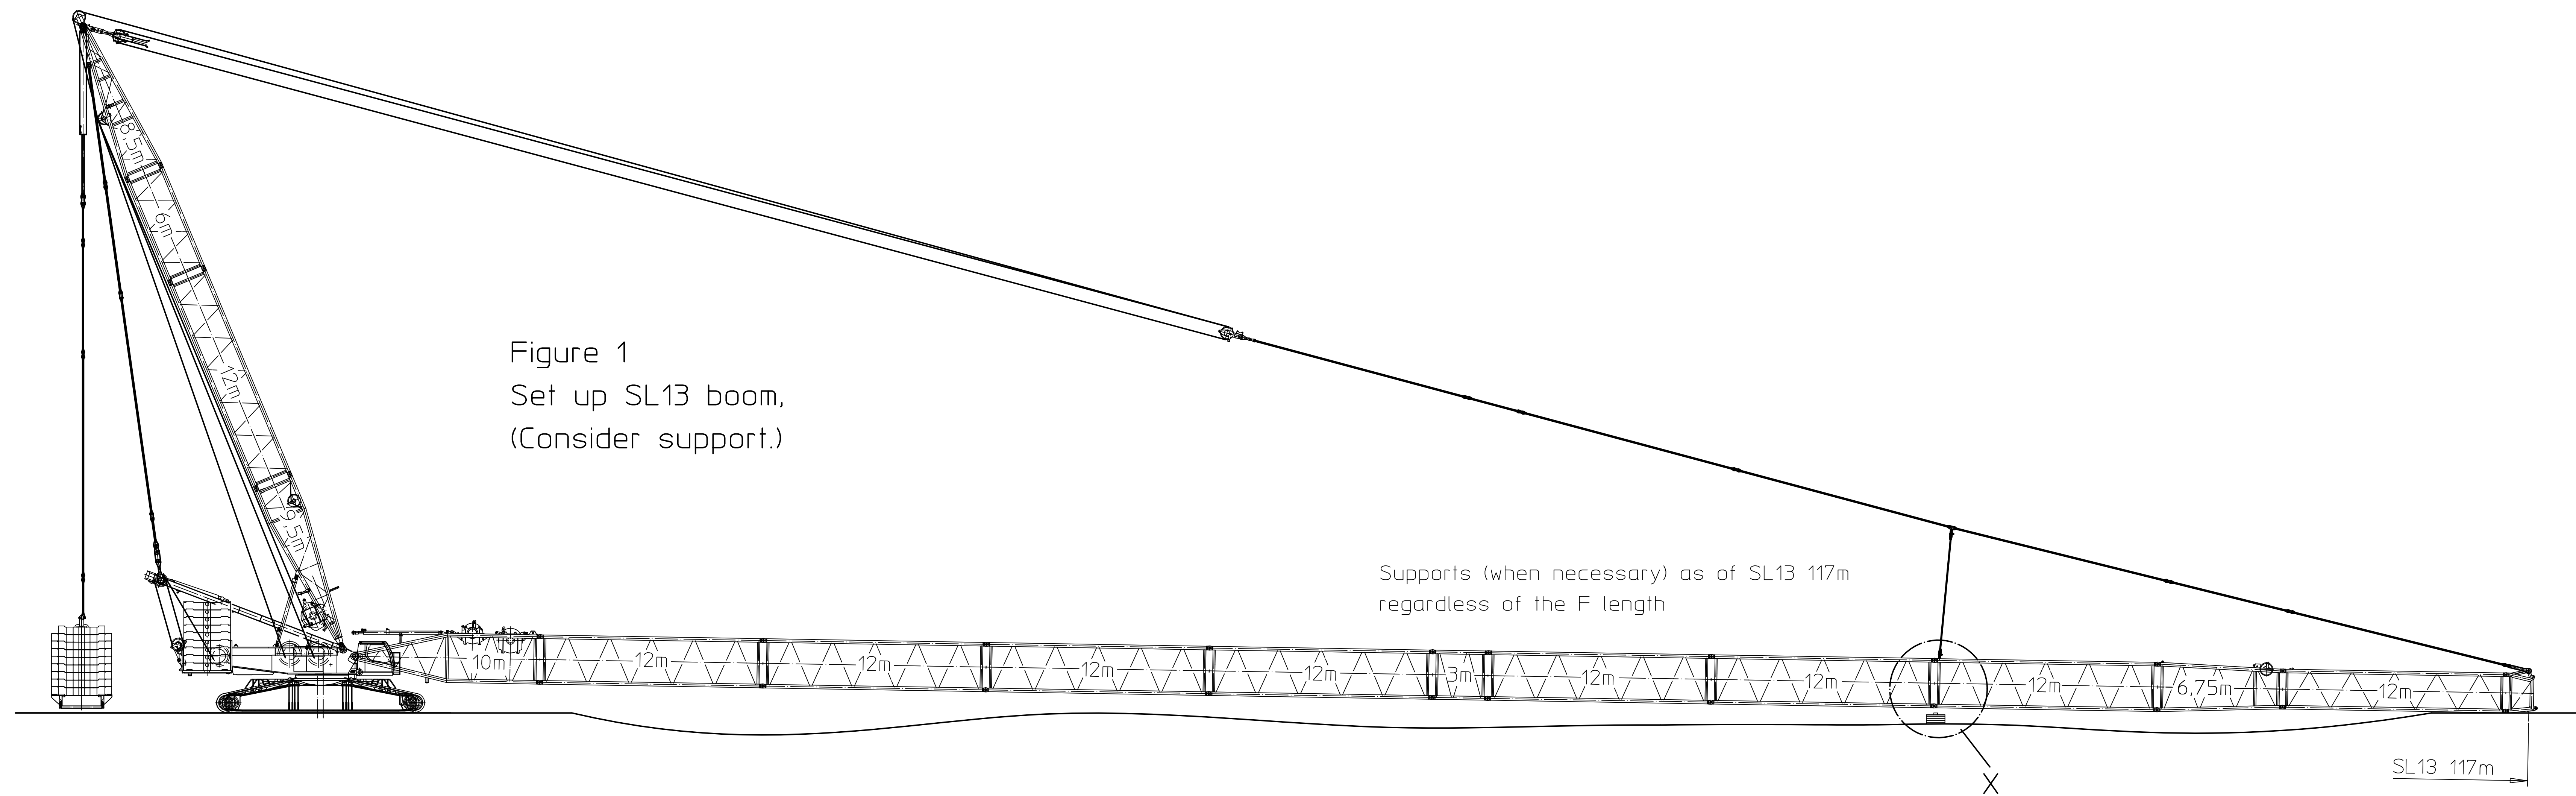 8,5m
6m
12m
9,5m
Figure 1
Set up SL13 boom,
(Consider support.)
Supports (when necessary) as of SL13 117m
regardless of the F length
10m
12m
12m
12m
12m
3m
12m
12m
12m
6,75m
12m
SL13 117m
X